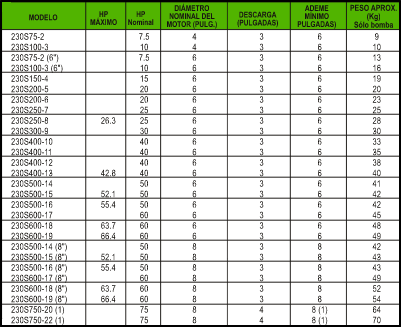 MODELO HP MÁXIMO HP Nominal DIÁMETRO NOMINAL DEL MOTOR (PULG.) DESCARGA (PULGADAS) ADEME MÍNIMO PULGADAS) PESO APROX. (Kg) Sólo bomba
230S75-2 7.5 4 3 6 9
230S100-3 10 4 3 6 10
230S75-2 (6") 7.5 6 3 6 13
230S100-3 (6") 10 6 3 6 16
230S150-4 15 6 3 6 19
230S200-5 20 6 3 6 20
230S200-6 20 6 3 6 23
230S250-7 25 6 3 6 25
230S250-8 26.3 25 6 3 6 28
230S300-9 30 6 3 6 30
230S400-10 40 6 3 6 33
230S400-11 40 6 3 6 35
230S400-12 40 6 3 6 38
230S400-13 42.8 40 6 3 6 40
230S500-14 50 6 3 6 41
230S500-15 52.1 50 6 3 6 42
230S500-16 55.4 50 6 3 6 42
230S600-17 60 6 3 6 45
230S600-18 63.7 60 6 3 6 48
230S600-19 66.4 60 6 3 6 49
230S500-14 (8") 50 8 3 8 42
230S500-15 (8") 52.1 50 8 3 8 43
230S500-16 (8") 55.4 50 8 3 8 43
230S600-17 (8") 60 8 3 8 49
230S600-18 (8") 63.7 60 8 3 8 52
230S600-19 (8") 66.4 60 8 3 8 54
230S750-20 (1) 75 8 4 8 (1) 64
230S750-22 (1) 75 8 4 8 (1) 70